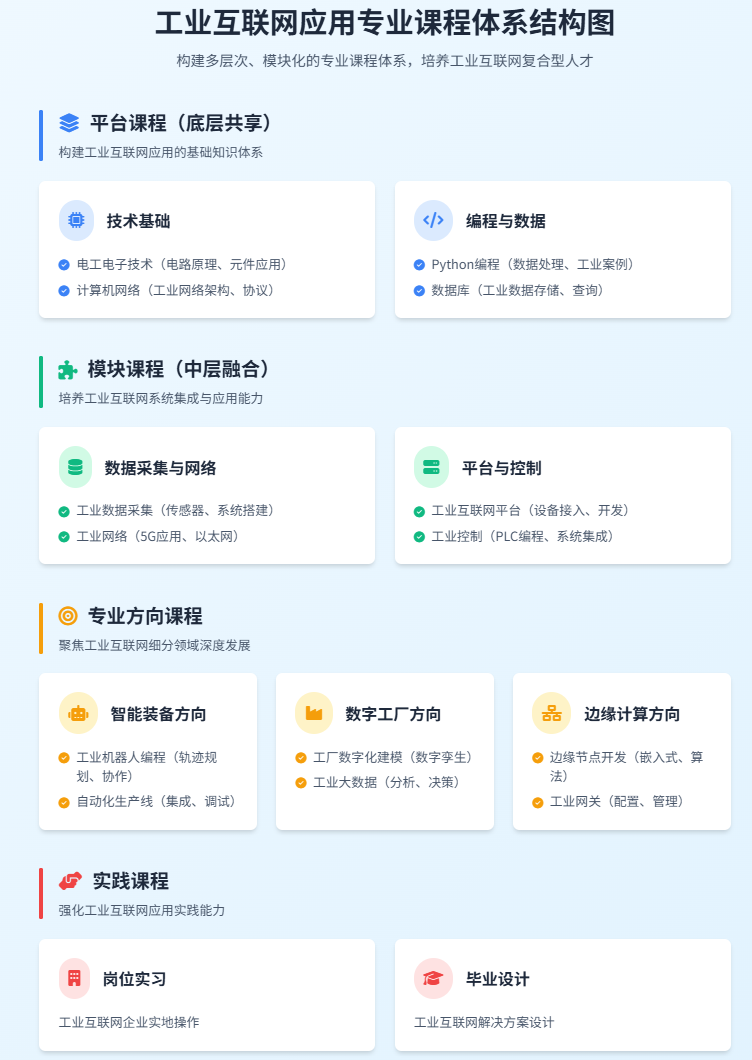 工业互联网应用专业课程体系结构图
构建多层次、模块化的专业课程体系，培养工业互联网复合型人才
平台课程（底层共享）
构建工业互联网应用的基础知识体系
技术基础
电工电子技术（电路原理、元件应用）
计算机网络（工业网络架构、协议）
编程与数据
Python编程（数据处理、工业案例）
数据库（工业数据存储、查询）
模块课程（中层融合）
培养工业互联网系统集成与应用能力
数据采集与网络
工业数据采集（传感器、系统搭建）
工业网络（5G应用、以太网）
平台与控制
工业互联网平台（设备接入、开发）
工业控制（PLC编程、系统集成）
专业方向课程
聚焦工业互联网细分领域深度发展
智能装备方向
工业机器人编程（轨迹规
划、协作）
自动化生产线（集成、调试）
数字工厂方向
工厂数字化建模（数字孪生）
工业大数据（分析、决策）
边缘计算方向
边缘节点开发（嵌入式、算
法）
工业网关（配置、管理）
实践课程
强化工业互联网应用实践能力
岗位实习
工业互联网企业实地操作
毕业设计
工业互联网解决方案设计